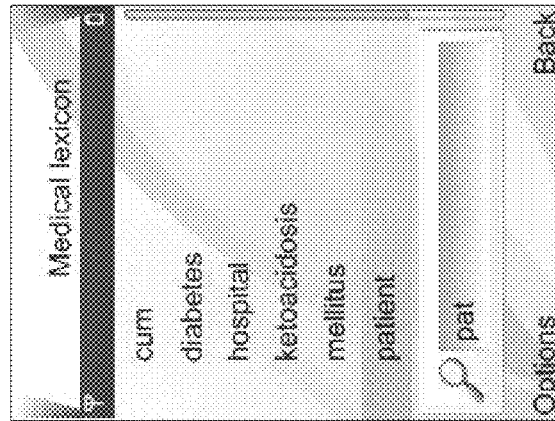 Medical lexicon
cum
diabetes
hospital
ketoacidosis
mellitus
patient
pat
Options Back